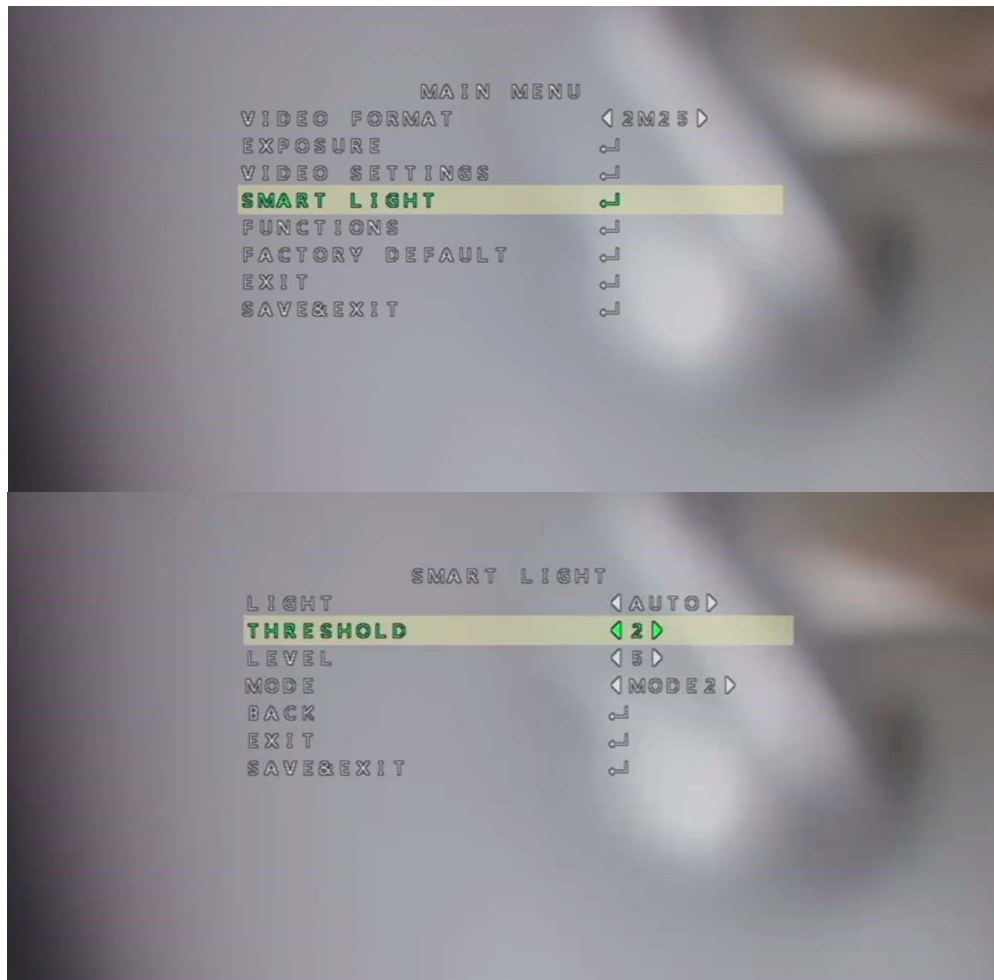 MAIN MENU
VIDEO FORMAT 2M25
EXPOSURE
VIDEO SETTINGS
SMART LIGHT
FUNCTIONS
FACTORY DEFAULT
EXIT
SAVE&EXIT
SMART LIGHT
LIGHT AUTO
THRESHOLD 2
LEVEL 5
MODE MODE2
BACK
EXIT
SAVE&EXIT